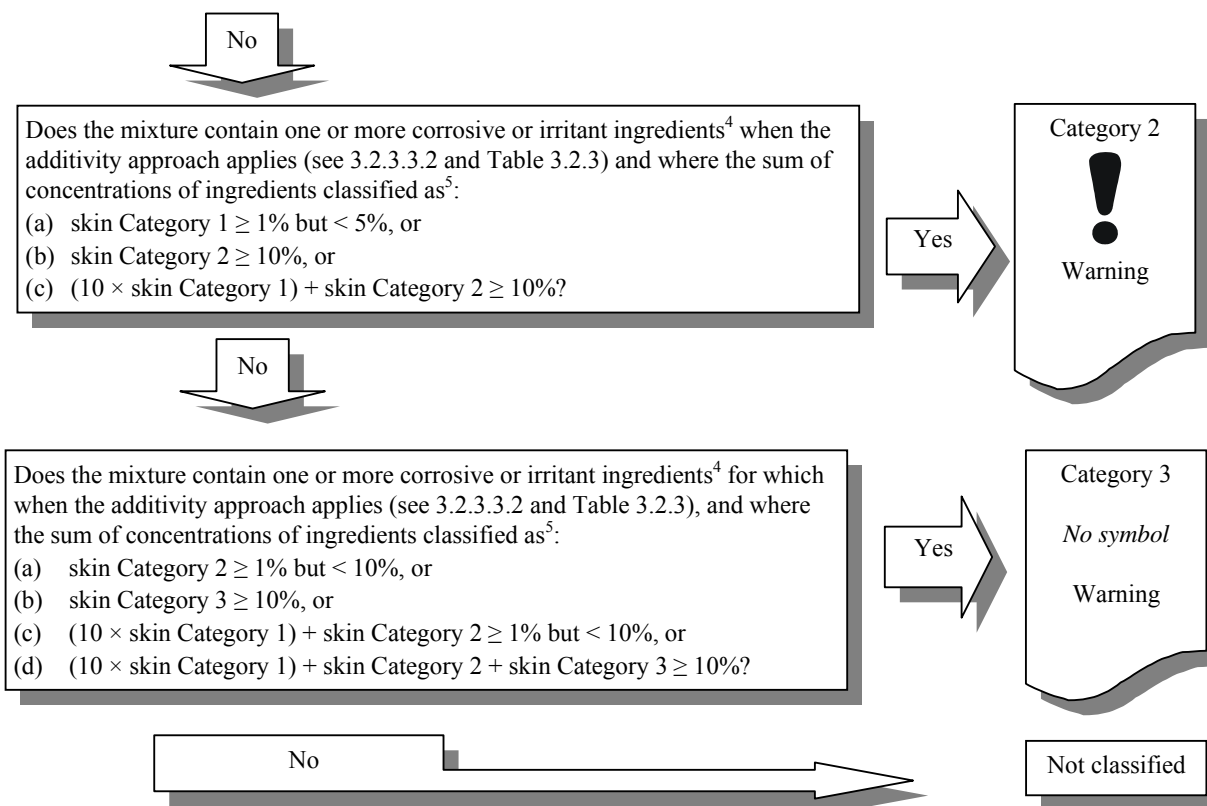 No
Does the mixture contain one or more corrosive or irritant ingredients⁴ when the
additivity approach applies (see 3.2.3.3.2 and Table 3.2.3) and where the sum of
concentrations of ingredients classified as⁵:
(a) skin Category 1 ≥ 1% but < 5%, or
(b) skin Category 2 ≥ 10%, or
(c) (10 × skin Category 1) + skin Category 2 ≥ 10%?
Yes
Category 2
!
Warning
No
Does the mixture contain one or more corrosive or irritant ingredients⁴ for which
when the additivity approach applies (see 3.2.3.3.2 and Table 3.2.3), and where
the sum of concentrations of ingredients classified as⁵:
(a) skin Category 2 ≥ 1% but < 10%, or
(b) skin Category 3 ≥ 10%, or
(c) (10 × skin Category 1) + skin Category 2 ≥ 1% but < 10%, or
(d) (10 × skin Category 1) + skin Category 2 + skin Category 3 ≥ 10%?
Yes
Category 3
No symbol
Warning
No
Not classified